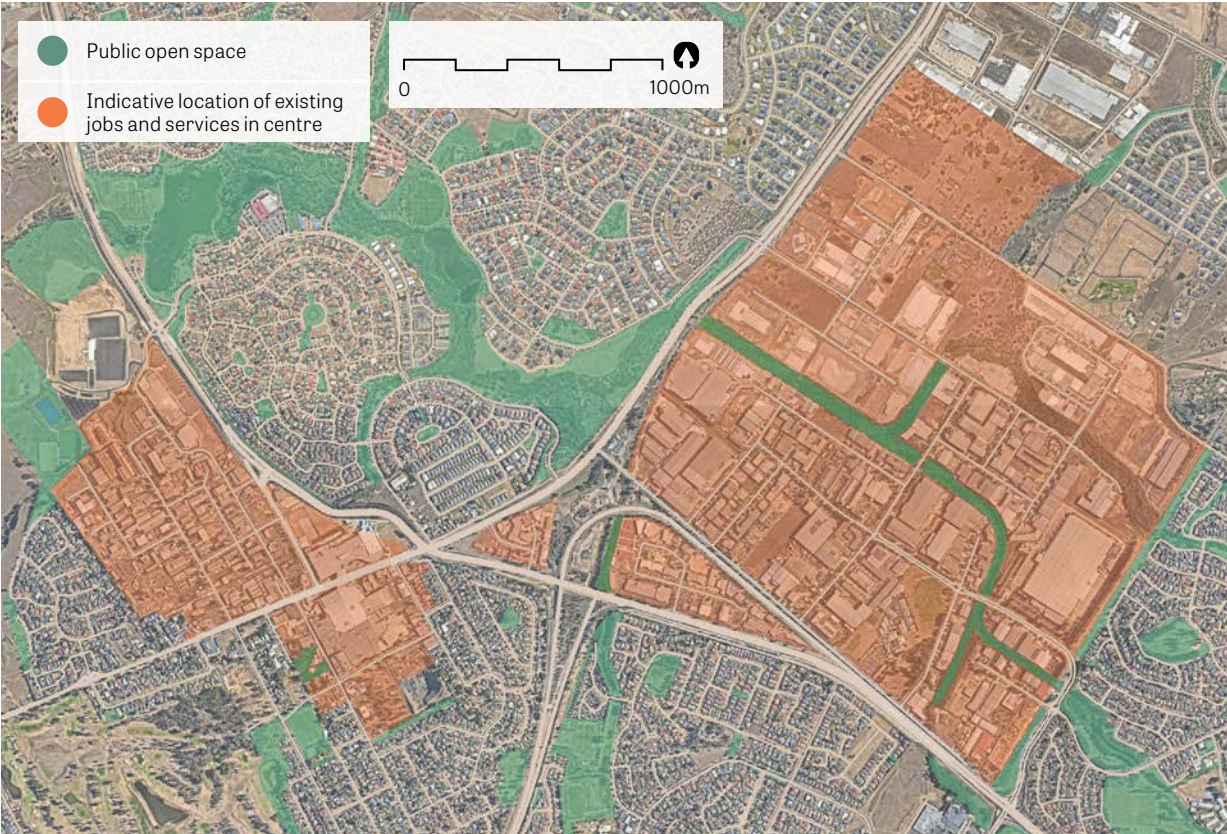 Public open space
Indicative location of existing
jobs and services in centre
0
1000m